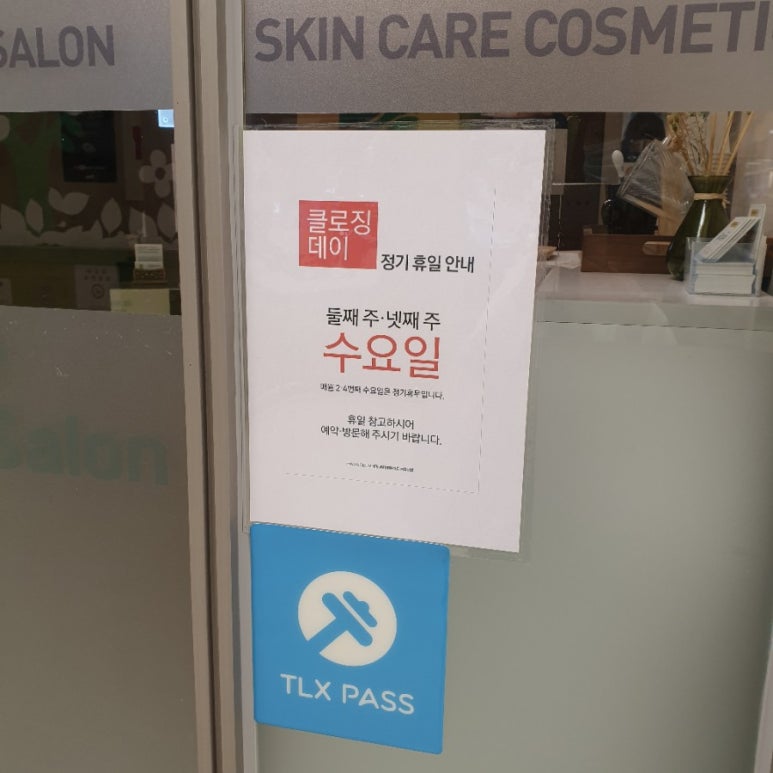 SALON
SKIN CARE COSMETI
클로징
데이
정기 휴일 안내
둘째 주·넷째 주
수요일
매월 2·4번째 수요일은 정기휴무입니다.
휴일 참고하시어
예약·방문해 주시기 바랍니다.
Salon
TLX PASS